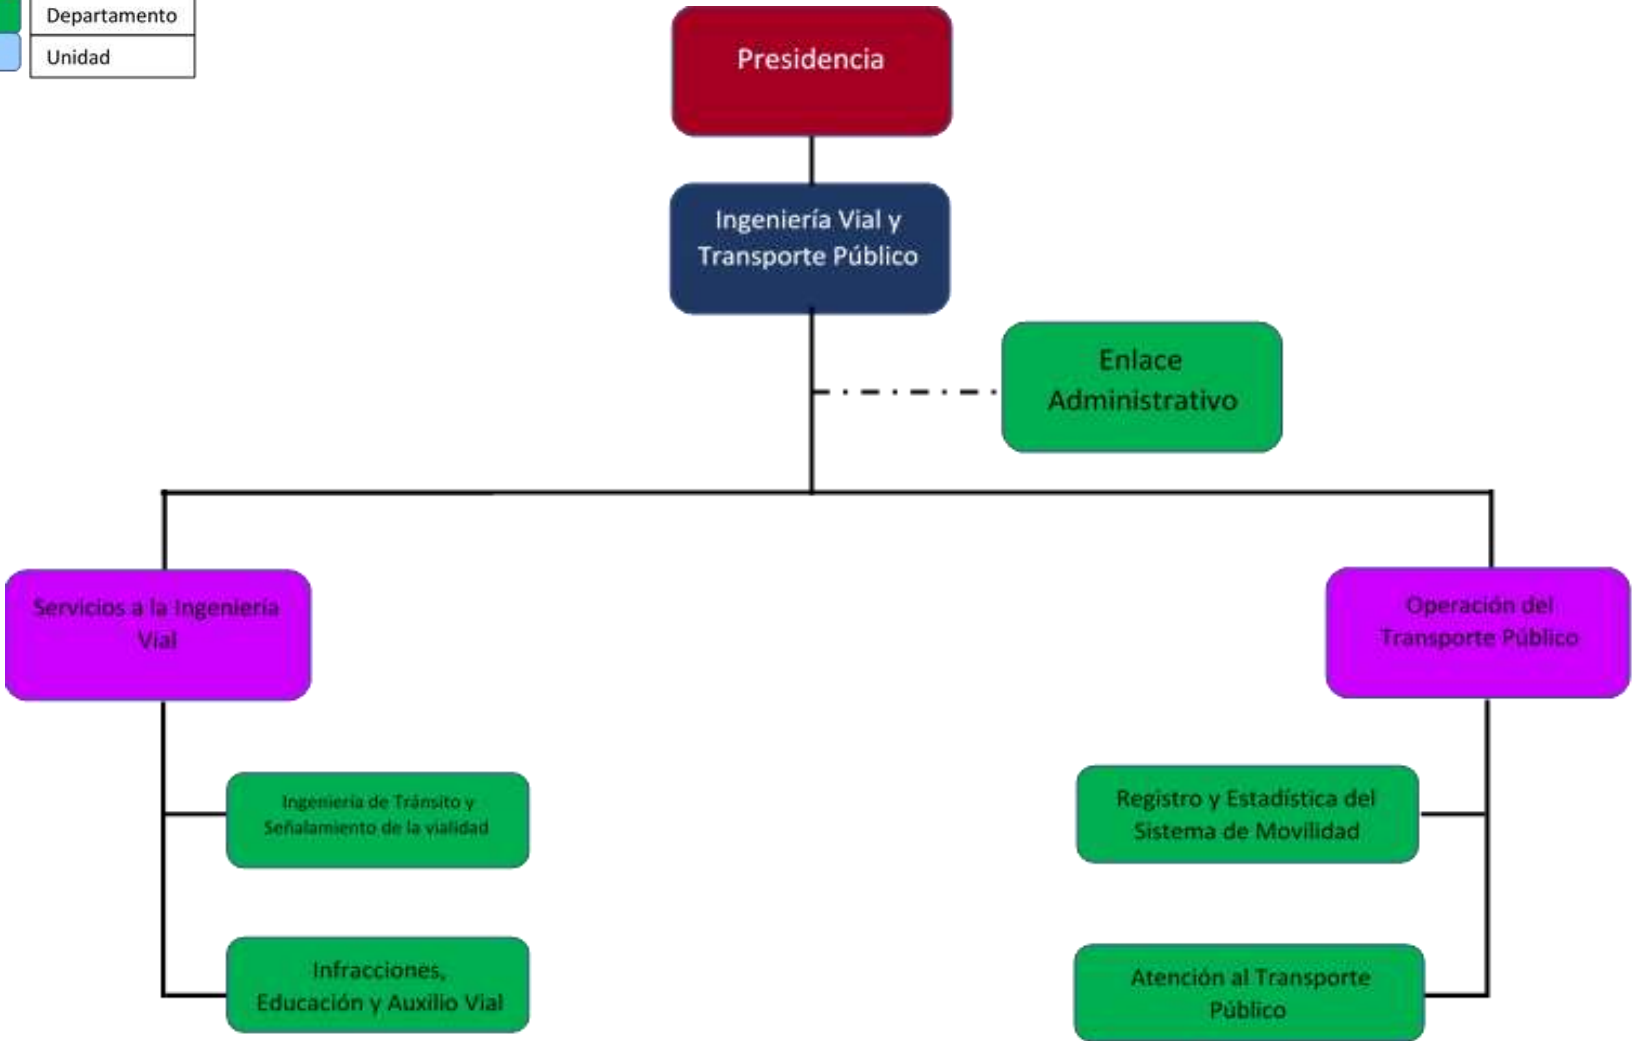 Departamento
Unidad
Presidencia
Ingeniería Vial y
Transporte Público
Enlace
Administrativo
Servicios a la Ingeniería
Vial
Operación del
Transporte Público
Ingeniería de Tránsito y
Señalamiento de la vialidad
Registro y Estadística del
Sistema de Movilidad
Infracciones,
Educación y Auxilio Vial
Atención al Transporte
Público